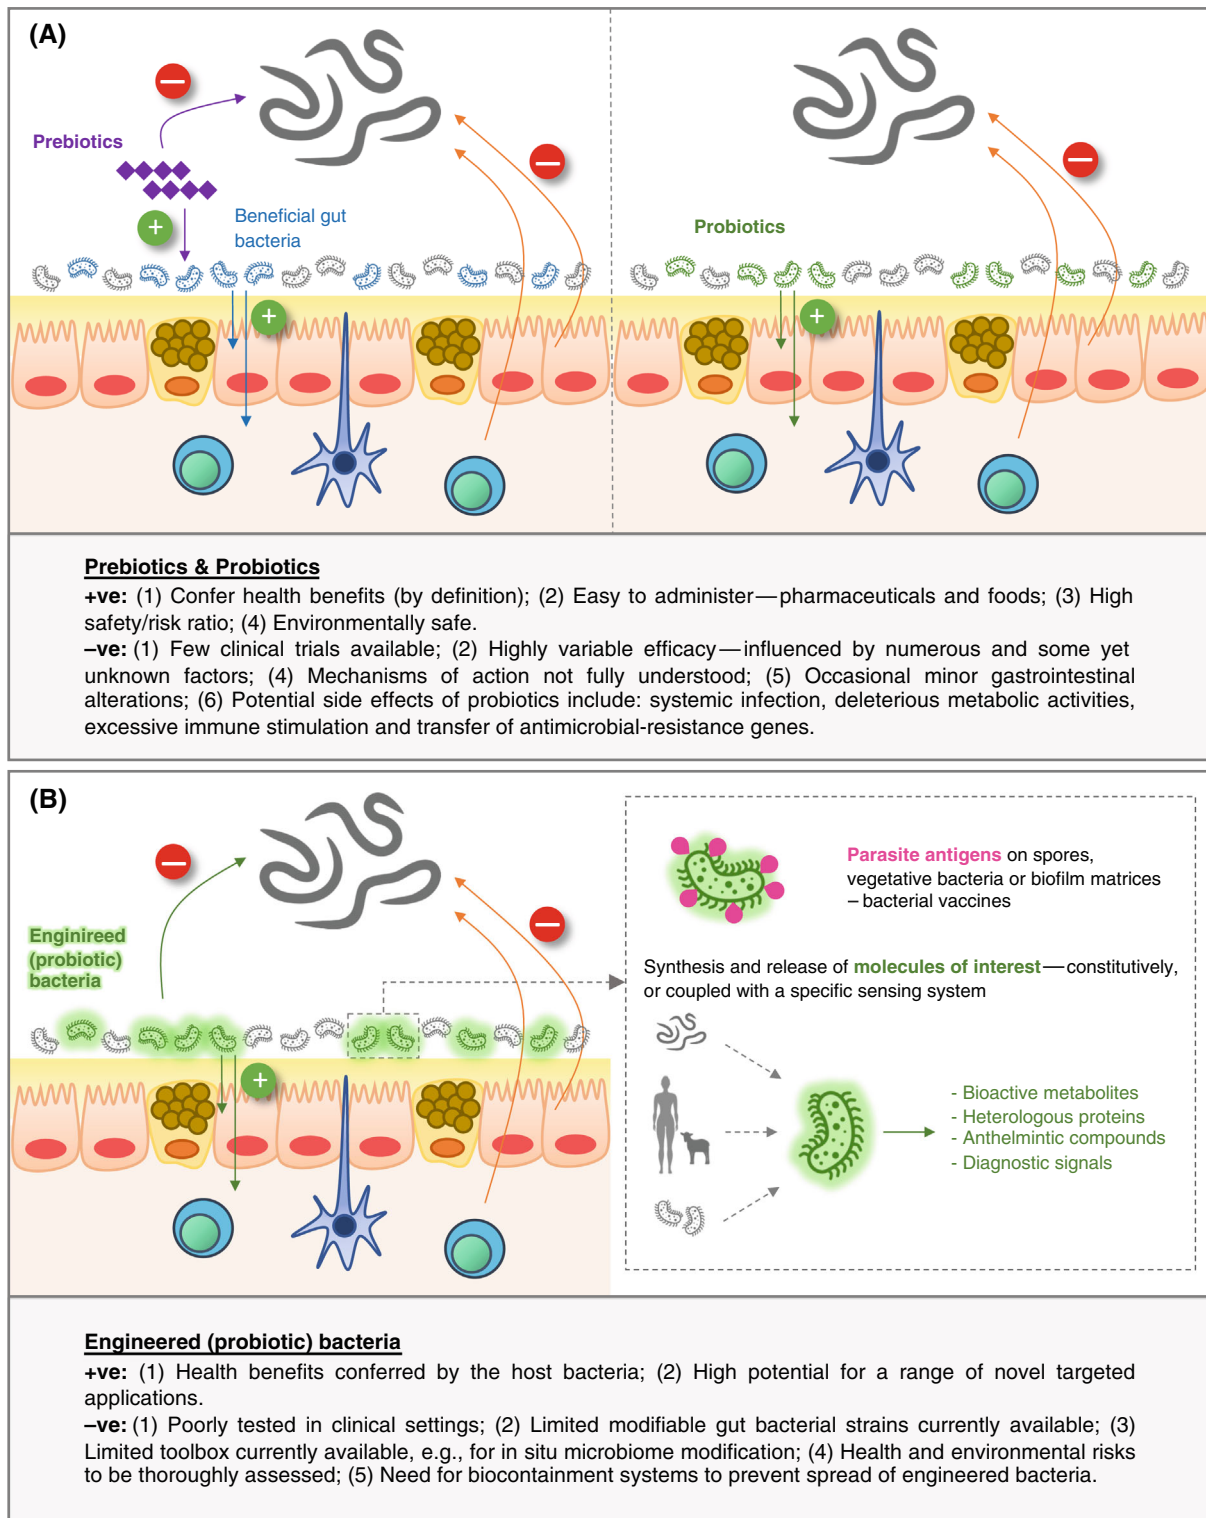 (A)
Prebiotics
Beneficial gut
bacteria
Probiotics
Prebiotics & Probiotics
+ve: (1) Confer health benefits (by definition); (2) Easy to administer—pharmaceuticals and foods; (3) High
safety/risk ratio; (4) Environmentally safe.
–ve: (1) Few clinical trials available; (2) Highly variable efficacy—influenced by numerous and some yet
unknown factors; (4) Mechanisms of action not fully understood; (5) Occasional minor gastrointestinal
alterations; (6) Potential side effects of probiotics include: systemic infection, deleterious metabolic activities,
excessive immune stimulation and transfer of antimicrobial-resistance genes.
(B)
Enginireed
(probiotic)
bacteria
Parasite antigens on spores,
vegetative bacteria or biofilm matrices
– bacterial vaccines
Synthesis and release of molecules of interest—constitutively,
or coupled with a specific sensing system
- Bioactive metabolites
- Heterologous proteins
- Anthelmintic compounds
- Diagnostic signals
Engineered (probiotic) bacteria
+ve: (1) Health benefits conferred by the host bacteria; (2) High potential for a range of novel targeted
applications.
–ve: (1) Poorly tested in clinical settings; (2) Limited modifiable gut bacterial strains currently available; (3)
Limited toolbox currently available, e.g., for in situ microbiome modification; (4) Health and environmental risks
to be thoroughly assessed; (5) Need for biocontainment systems to prevent spread of engineered bacteria.